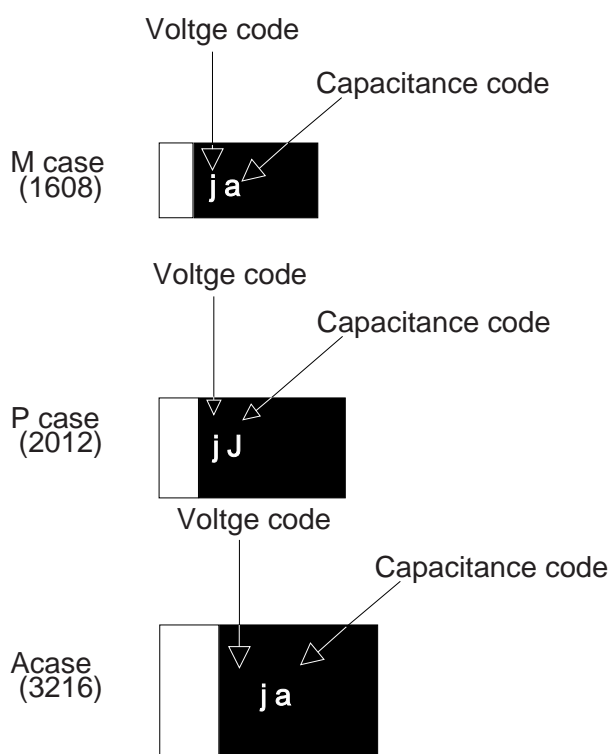 Voltge code
Capacitance code
M case
(1608)
j a
Voltge code
Capacitance code
P case
(2012)
j J
Voltge code
Capacitance code
Acase
(3216)
j a